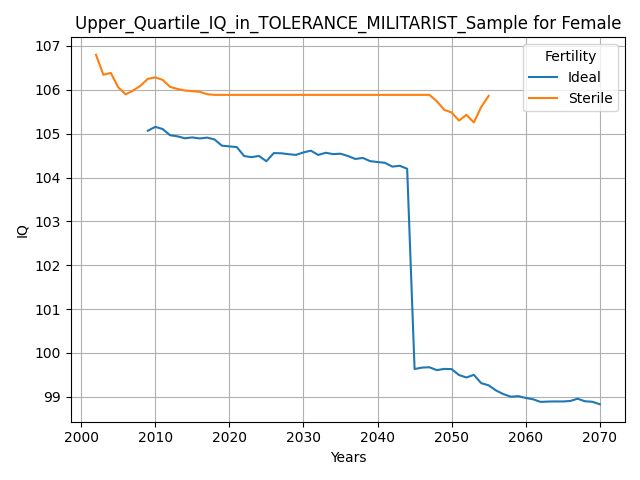 Upper_Quartile_IQ_in_TOLERANCE_MILITARIST_Sample for Female
107
106
105
104
103
102
101
100
99
IQ
Fertility
Ideal
Sterile
2000 2010 2020 2030 2040 2050 2060 2070
Years